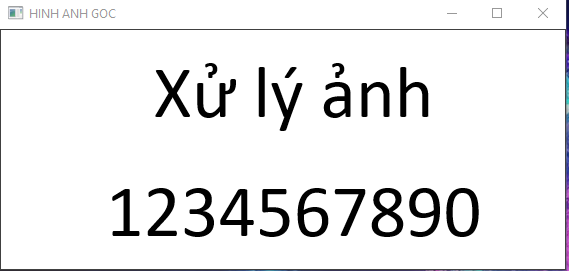 HINH ANH GOC
Xử lý ảnh
1234567890